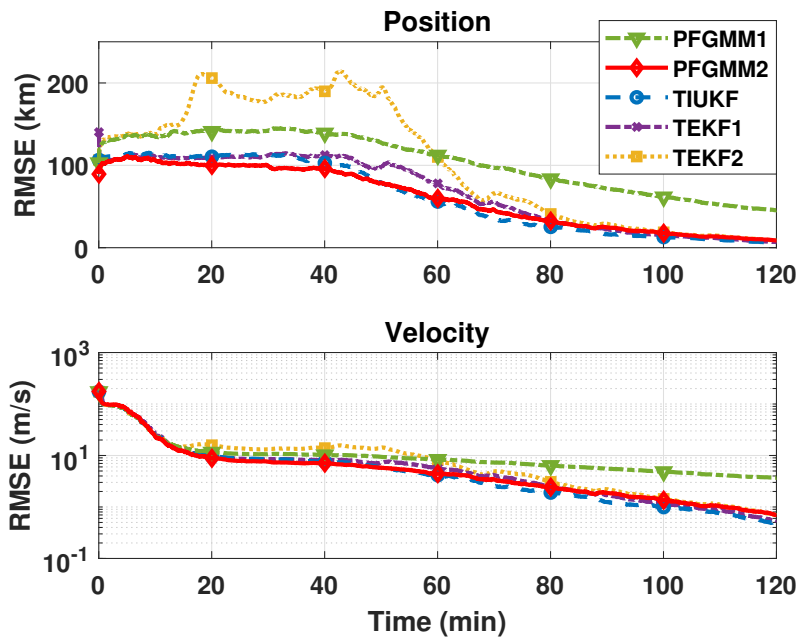 Position
RMSE (km)
200
100
0
0 20 40 60 80 100 120
PFGMM1
PFGMM2
TIUKF
TEKF1
TEKF2
Velocity
RMSE (m/s)
10^3
10^1
10^-1
0 20 40 60 80 100 120
Time (min)